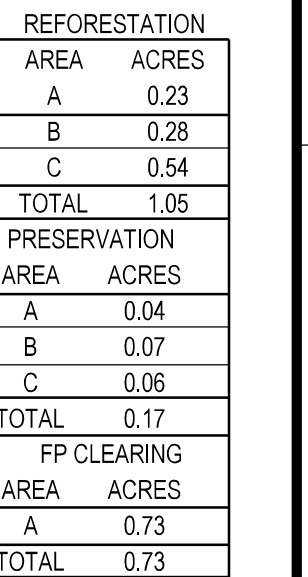 REFORESTATION
AREA ACRES
A 0.23
B 0.28
C 0.54
TOTAL 1.05
PRESERVATION
AREA ACRES
A 0.04
B 0.07
C 0.06
TOTAL 0.17
FP CLEARING
AREA ACRES
A 0.73
TOTAL 0.73